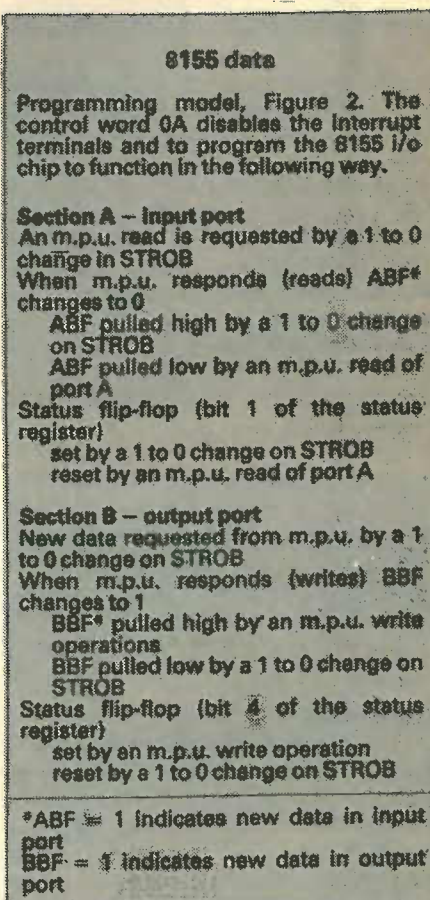 8155 data
Programming model, Figure 2. The
control word 0A disables the interrupt
terminals and to program the 8155 i/o
chip to function in the following way.
Section A – input port
An m.p.u. read is requested by a 1 to 0
change in STROB
When m.p.u. responds (reads) ABF*
changes to 0
ABF pulled high by a 1 to 0 change
on STROB
ABF pulled low by an m.p.u. read of
port A
Status flip-flop (bit 1 of the status
register)
set by a 1 to 0 change on STROB
reset by an m.p.u. read of port A
Section B – output port
New data requested from m.p.u. by a 1
to 0 change on STROB
When m.p.u. responds (writes) BBF
changes to 1
BBF* pulled high by an m.p.u. write
operations
BBF pulled low by a 1 to 0 change on
STROB
Status flip-flop (bit 4 of the status
register)
set by an m.p.u. write operation
reset by a 1 to 0 change on STROB
*ABF = 1 indicates new data in input
port
BBF = 1 indicates new data in output
port